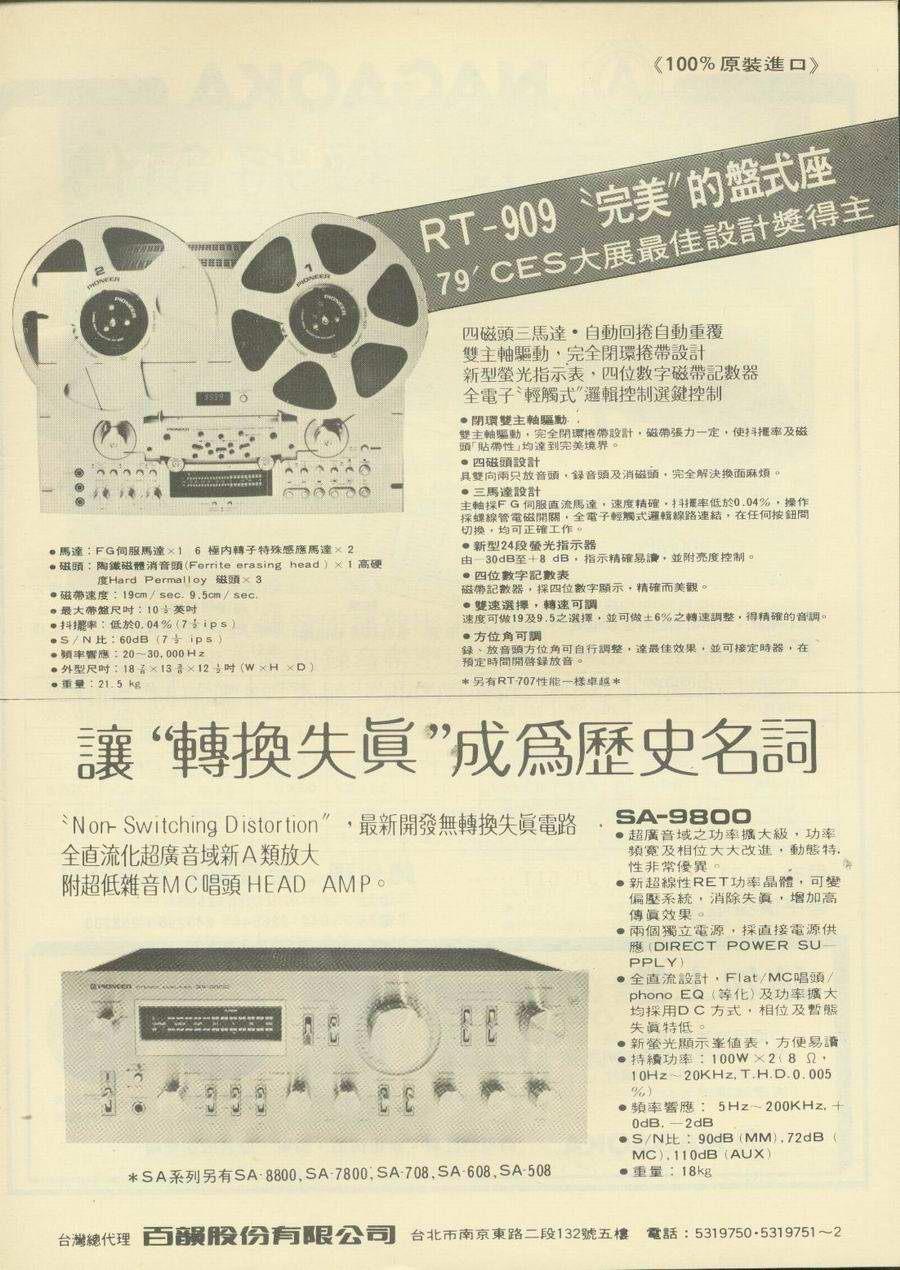 《100%原裝進口》
RT-909〝完美〞的盤式座
79′CES大展最佳設計獎得主
2
PIONEER
1
PIONEER
四磁頭三馬達•自動回捲自動重覆
雙主軸驅動，完全閉環捲帶設計
新型螢光指示表，四位數字磁帶記數器
全電子〝輕觸式〞邏輯控制選鍵控制
●閉環雙主軸驅動
雙主軸驅動，完全閉環捲帶設計，磁帶張力一定，使抖擺率及磁
頭「貼帶性」均達到完美境界。
●四磁頭設計
具雙向兩只放音頭，錄音頭及消磁頭，完全解決換面麻煩。
●三馬達設計
主軸採FG伺服直流馬達，速度精確，抖擺率低於0.04%，操作
採螺線管電磁開關，全電子輕觸式邏輯線路連結，在任何按鈕間
切換，均可正確工作。
●新型24段螢光指示器
由－30dB至＋8 dB，指示精確易讀，並附亮度控制。
●四位數字記數表
磁帶記數器，採四位數字顯示，精確而美觀。
●雙速選擇，轉速可調
速度可做19及9.5之選擇，並可做±6%之轉速調整，得精確的音調。
●方位角可調
錄、放音頭方位角可自行調整，達最佳效果，並可接定時器，在
預定時間開啓錄放音。
＊另有RT-707性能一樣卓越＊
●馬達：FG伺服馬達×1 6 極內轉子特殊感應馬達×2
●磁頭：陶鐵磁體消音頭(Ferrite erasing head)×1 高硬
度Hard Permalloy 磁頭×3
●磁帶速度：19cm/sec. 9.5cm/sec.
●最大帶盤尺吋：10½英吋
●抖擺率：低於0.04%(7½ips)
●S/N比：60dB (7½ ips)
●頻率響應：20～30,000Hz
●外型尺吋：18⅞×13⅜×12½吋(W×H×D)
●重量：21.5 kg
讓“轉換失眞”成爲歷史名詞
〝Non-Switching Distortion〞，最新開發無轉換失眞電路
全直流化超廣音域新A類放大
附超低雜音MC唱頭 HEAD AMP。
SA-9800
●超廣音域之功率擴大級，功率
頻寬及相位大大改進，動態特
性非常優異。
●新超線性RET功率晶體，可變
偏壓系統，消除失眞，增加高
傳眞效果。
●兩個獨立電源，採直接電源供
應(DIRECT POWER SU—
PPLY)
●全直流設計，Flat/MC唱頭/
phono EQ (等化)及功率擴大
均採用DC方式，相位及暫態
失眞特低。
●新螢光顯示峯值表，方便易讀
●持續功率：100W×2(8 Ω，
10Hz～20KHz,T.H.D.0.005
%)
●頻率響應： 5Hz～200KHz,＋
0dB,－2dB
●S/N比：90dB(MM),72dB(
MC),110dB(AUX)
●重量：18kg
PIONEER STEREO AMPLIFIER SA-9800
＊SA系列另有SA-8800, SA-7800, SA-708, SA-608, SA-508
台灣總代理 百韻股份有限公司 台北市南京東路二段132號五樓 電話：5319750•5319751～2